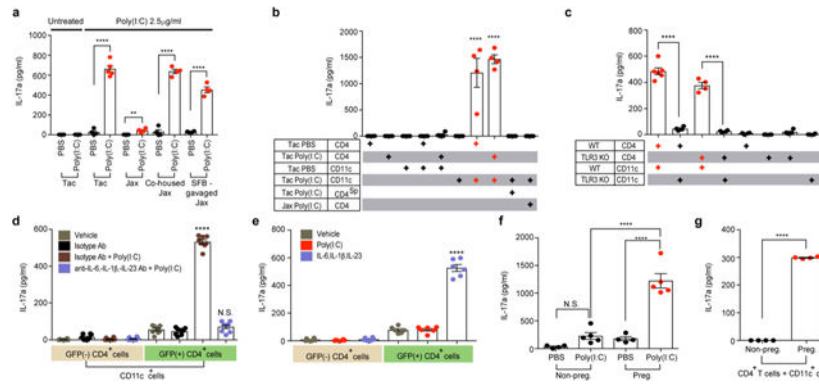 a
Untreated Poly(I:C) 2.5µg/ml
IL-17a (pg/ml)
1000
800
600
400
200
0
**** ** **** ****
PBS Poly(I:C) PBS Poly(I:C) PBS Poly(I:C) PBS Poly(I:C) PBS Poly(I:C)
Tac Tac Jax Co-housed Jax SFB -gavaged Jax
b
IL-17a (pg/ml)
2000
1500
1000
500
0
**** ****
Tac PBS CD4
Tac Poly(I:C) CD4
Tac PBS CD11c
Tac Poly(I:C) CD11c
Tac Poly(I:C) CD4Sp
Jax Poly(I:C) CD4
c
IL-17a (pg/ml)
800
600
400
200
0
**** ****
WT CD4
TLR3 KO CD4
WT CD11c
TLR3 KO CD11c
d
Vehicle
Isotype Ab
Isotype Ab + Poly(I:C)
anti-IL-6,-IL-1β,-IL-23 Ab + Poly(I:C)
IL-17a (pg/ml)
600
400
200
0
****
N.S.
GFP(-) CD4+ cells GFP(+) CD4+ cells
CD11c+ cells
e
Vehicle
Poly(I:C)
IL-6,IL-1β,IL-23
IL-17a (pg/ml)
600
400
200
0
****
GFP(-) CD4+ cells GFP(+) CD4+ cells
f
IL-17a (pg/ml)
2000
1500
1000
500
0
****
****
N.S
PBS Poly(I:C) PBS Poly(I:C)
Non-preg. Preg.
g
IL-17a (pg/ml)
400
300
200
100
0
****
Non-preg. Preg.
CD4+ T cells + CD11c+ c